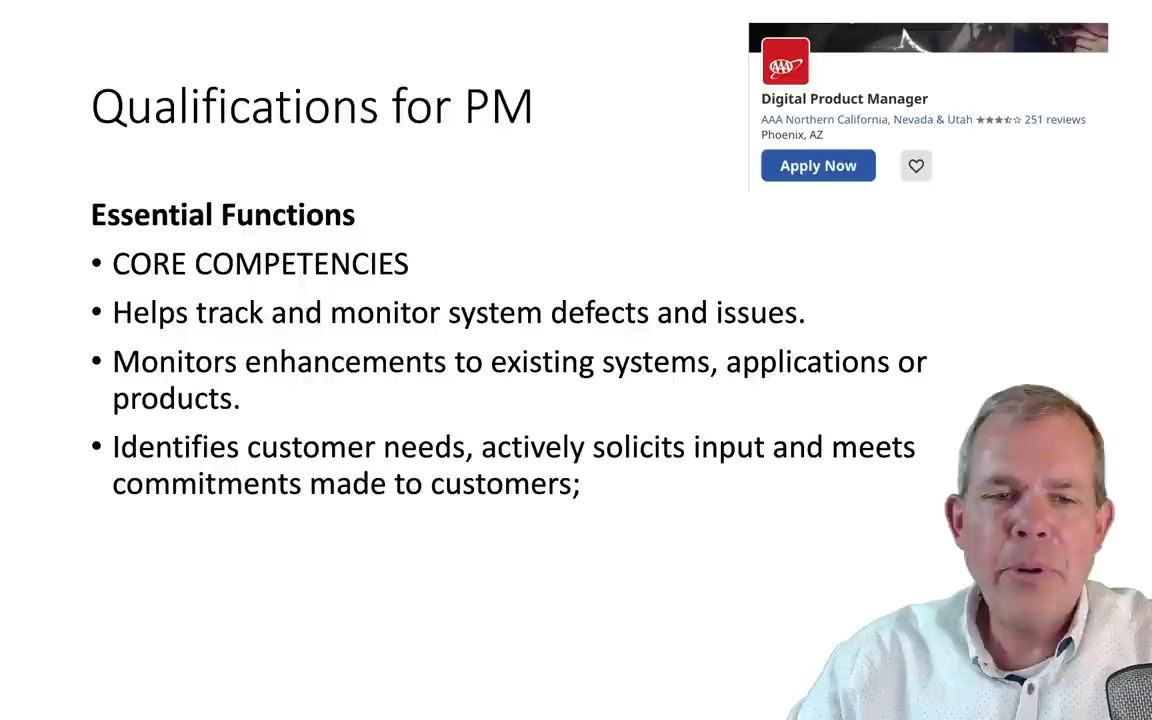 Qualifications for PM
AAA
Digital Product Manager
AAA Northern California, Nevada & Utah ★★★⯪☆ 251 reviews
Phoenix, AZ
Apply Now
Essential Functions
• CORE COMPETENCIES
• Helps track and monitor system defects and issues.
• Monitors enhancements to existing systems, applications or
products.
• Identifies customer needs, actively solicits input and meets
commitments made to customers;